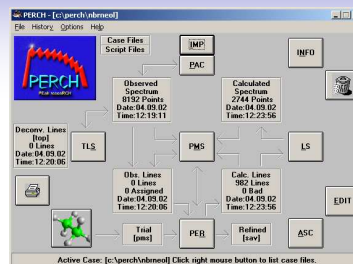 PERCH - [c:\perch\nbrneol]
File History Options Help
Case Files
Script Files
IMP
PAC
INFO
PERCH
PEak reseaRCH
Observed
Spectrum
8192 Points
Date:04.09.02
Time:12:19:11
Calculated
Spectrum
2744 Points
Date:04.09.02
Time:12:23:56
Deconv. Lines
[top]
0 Lines
Date:04.09.02
Time:12:20:06
TLS
PMS
LS
Obs. Lines
0 Lines
0 Assigned
Date:04.09.02
Time:12:20:06
Calc. Lines
982 Lines
0 Bad
Date:04.09.02
Time:12:23:56
EDIT
Trial
[pms]
PER
Refined
[sav]
ASC
Active Case: [c:\perch\nbrneol] Click right mouse button to list case files.